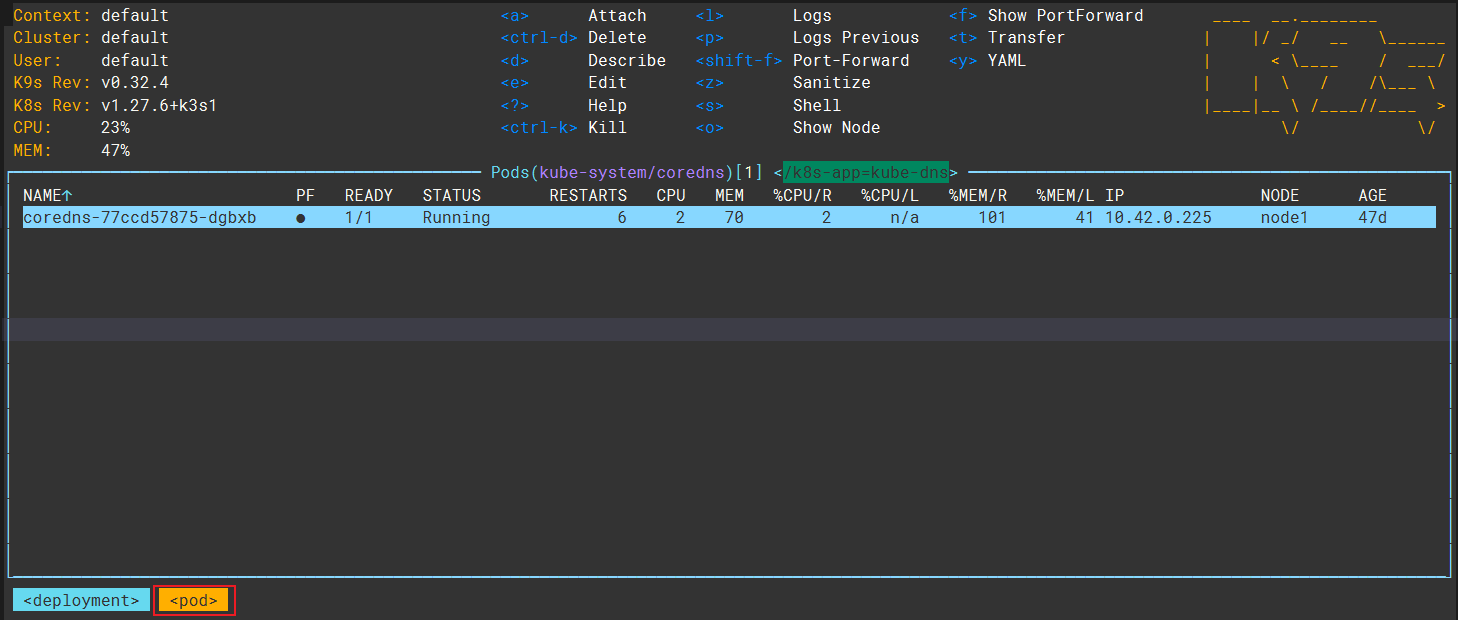 Context: default <a> Attach <l> Logs <f> Show PortForward
Cluster: default <ctrl-d> Delete <p> Logs Previous <t> Transfer
User: default <d> Describe <shift-f> Port-Forward <y> YAML
K9s Rev: v0.32.4 <e> Edit <z> Sanitize
K8s Rev: v1.27.6+k3s1 <?> Help <s> Shell
CPU: 23% <ctrl-k> Kill <o> Show Node
MEM: 47%
Pods(kube-system/coredns)[1] </k8s-app=kube-dns>
NAME↑ PF READY STATUS RESTARTS CPU MEM %CPU/R %CPU/L %MEM/R %MEM/L IP NODE AGE
coredns-77ccd57875-dgbxb ● 1/1 Running 6 2 70 2 n/a 101 41 10.42.0.225 node1 47d
<deployment> <pod>